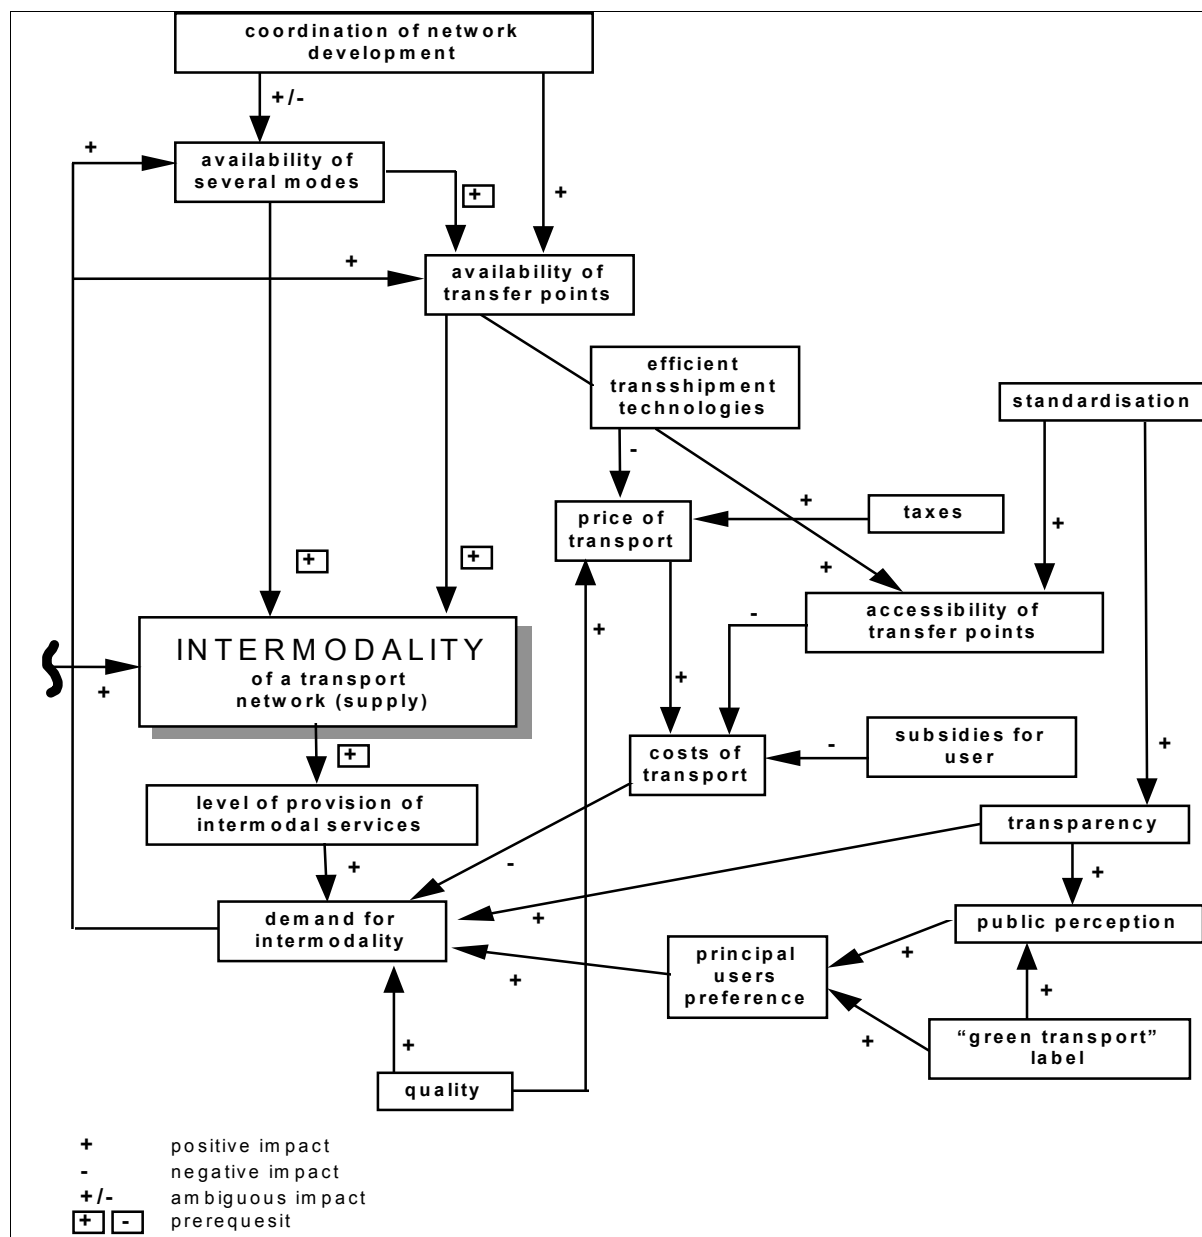 coordination of network
development
+/-
+
availability of
several modes
+
+
+
availability of
transfer points
efficient
transshipment
technologies
standardisation
-
+
taxes
price of
transport
+
+
+
+
accessibility of
transfer points
-
+
INTERMODALITY
of a transport
network (supply)
+
+
+
subsidies for
user
-
costs of
transport
+
+
level of provision of
intermodal services
transparency
+
-
+
demand for
intermodality
+
public perception
principal
users
preference
+
+
+
"green transport"
label
+
+
quality
+ positive impact
- negative impact
+/- ambiguous impact
+ - prerequesit